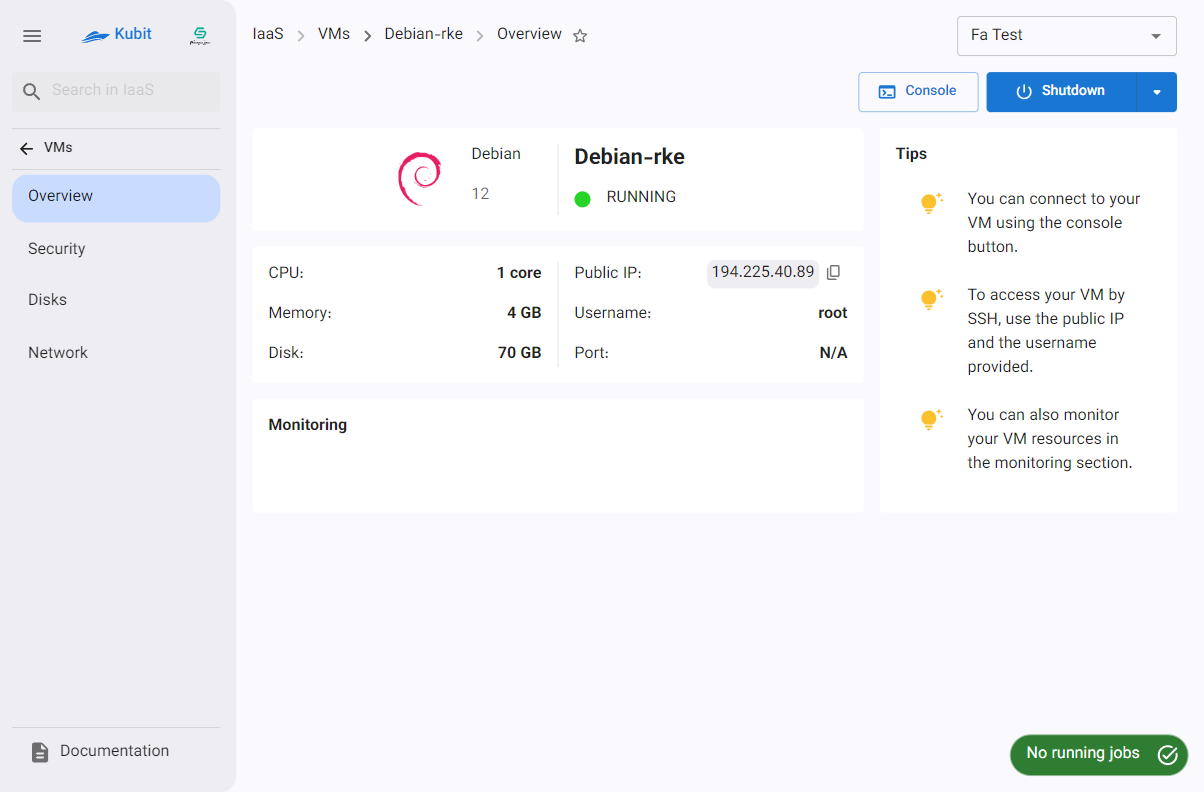 Kubit
IaaS > VMs > Debian-rke > Overview
Fa Test
Search in IaaS
Console
Shutdown
VMs
Overview
Security
Disks
Network
Debian
12
Debian-rke
RUNNING
CPU: 1 core
Memory: 4 GB
Disk: 70 GB
Public IP: 194.225.40.89
Username: root
Port: N/A
Monitoring
Tips
You can connect to your
VM using the console
button.
To access your VM by
SSH, use the public IP
and the username
provided.
You can also monitor
your VM resources in
the monitoring section.
Documentation
No running jobs